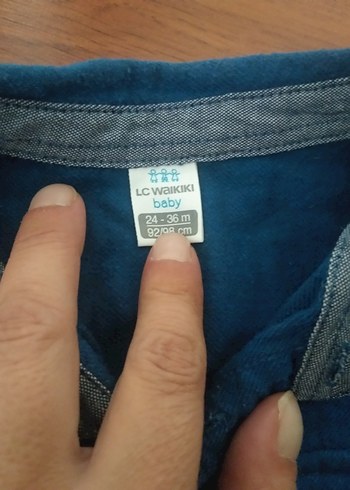 LC WAIKIKI
baby
24 - 36 m
92/98 cm